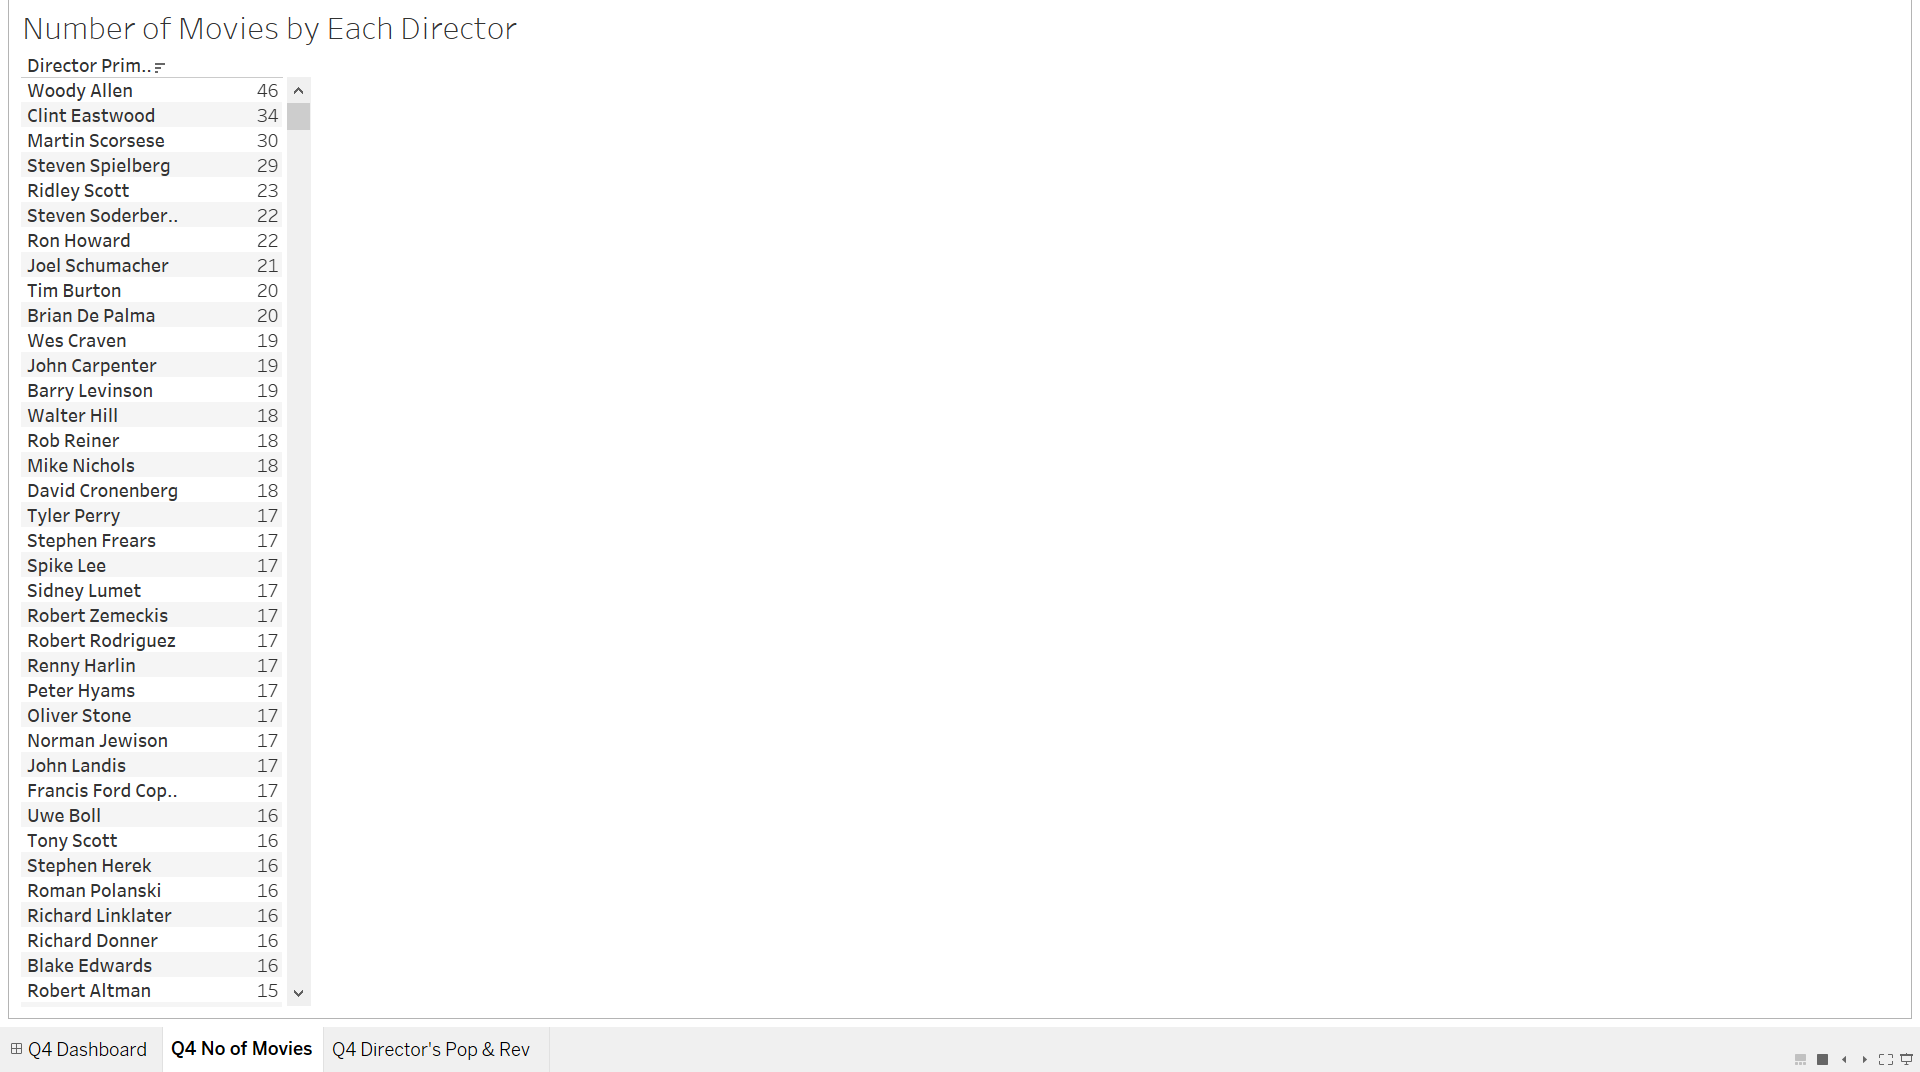 Number of Movies by Each Director
Director Prim..
Woody Allen 46
Clint Eastwood 34
Martin Scorsese 30
Steven Spielberg 29
Ridley Scott 23
Steven Soderber.. 22
Ron Howard 22
Joel Schumacher 21
Tim Burton 20
Brian De Palma 20
Wes Craven 19
John Carpenter 19
Barry Levinson 19
Walter Hill 18
Rob Reiner 18
Mike Nichols 18
David Cronenberg 18
Tyler Perry 17
Stephen Frears 17
Spike Lee 17
Sidney Lumet 17
Robert Zemeckis 17
Robert Rodriguez 17
Renny Harlin 17
Peter Hyams 17
Oliver Stone 17
Norman Jewison 17
John Landis 17
Francis Ford Cop.. 17
Uwe Boll 16
Tony Scott 16
Stephen Herek 16
Roman Polanski 16
Richard Linklater 16
Richard Donner 16
Blake Edwards 16
Robert Altman 15
Q4 Dashboard Q4 No of Movies Q4 Director's Pop & Rev